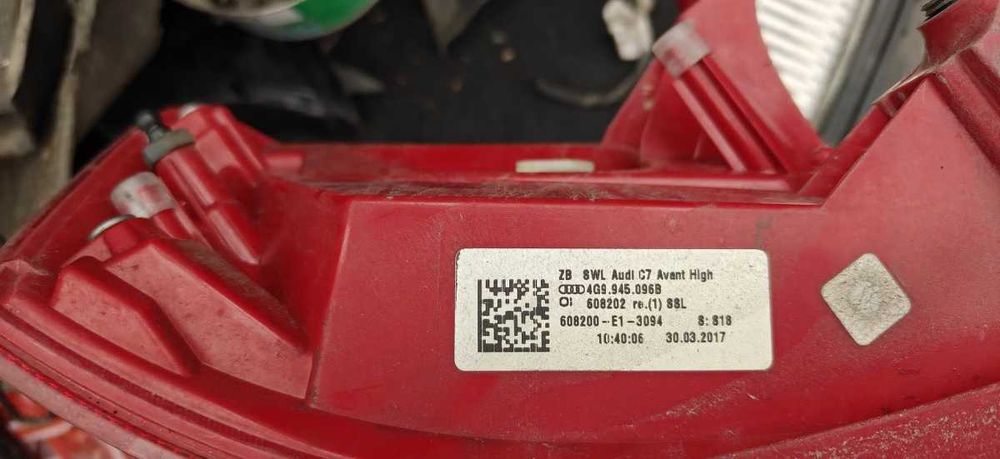 ZB SWL Audi C7 Avant High
4G9.945.096B
608202 re.(1) SSL
608200-E1-3094 S: S18
10:40:06 30.03.2017